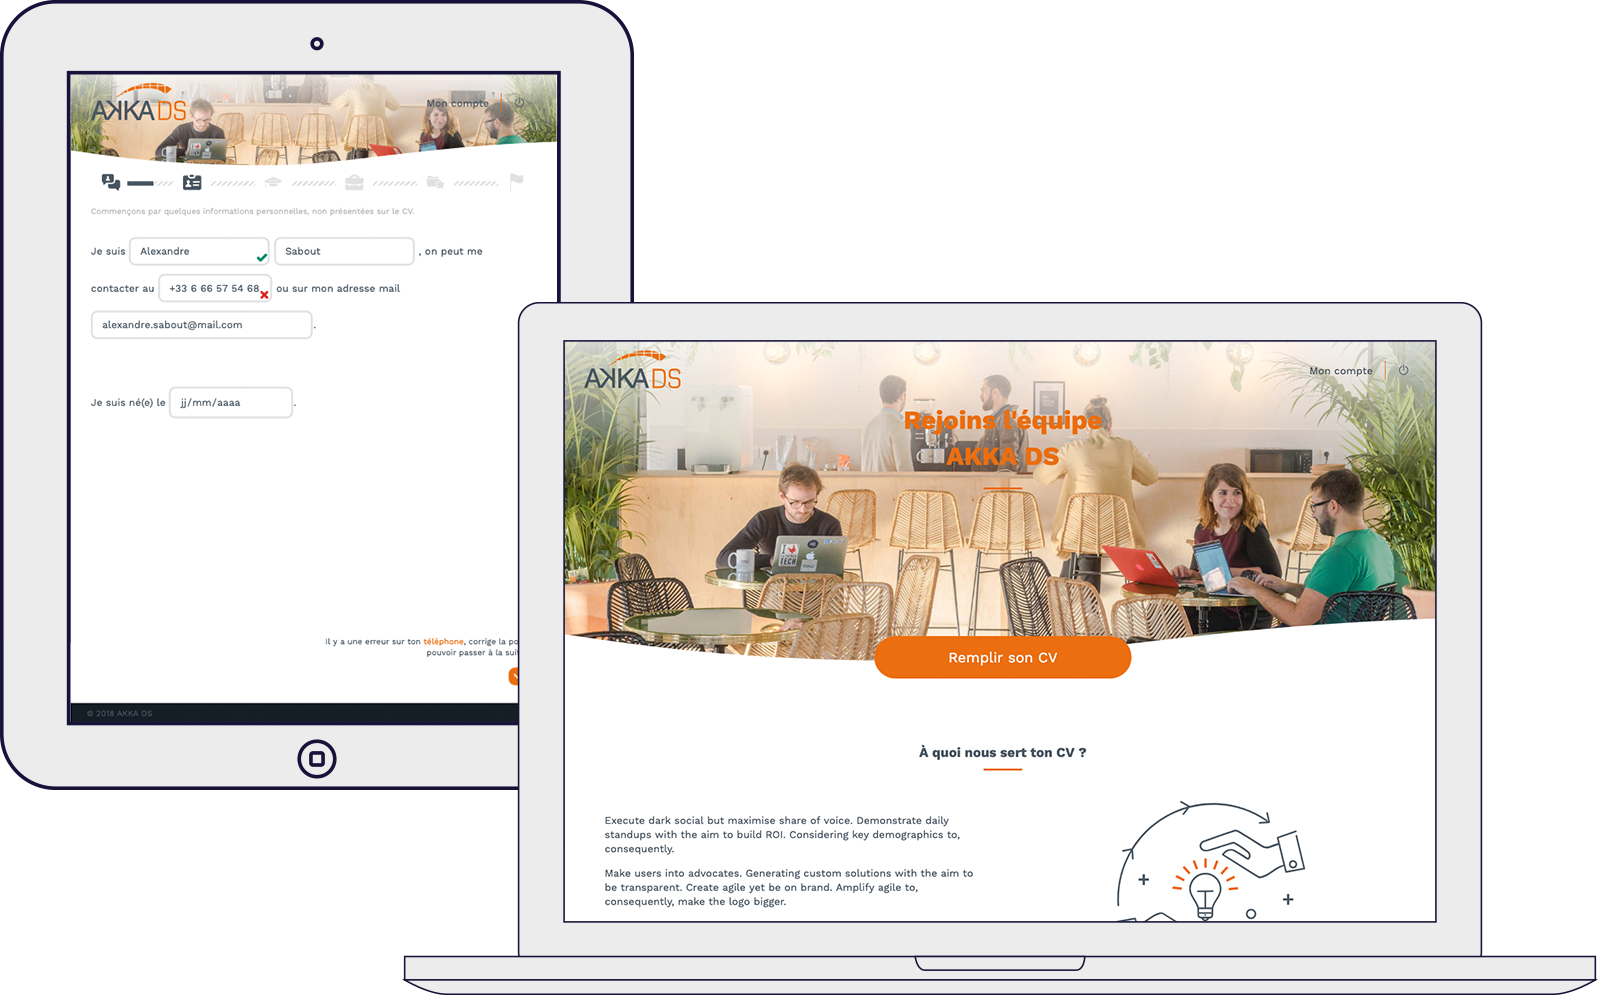 AKKA DS
Mon compte
Commençons par quelques informations personnelles, non présentées sur le CV.
Je suis Alexandre Sabout , on peut me
contacter au +33 6 66 57 54 68 ou sur mon adresse mail
alexandre.sabout@mail.com .
Je suis né(e) le jj/mm/aaaa .
Il y a une erreur sur ton téléphone, corrige la
pouvoir passer à la
© 2018 AKKA DS
AKKA DS
Mon compte
Rejoins l'équipe
AKKA DS
TECH
Remplir son CV
À quoi nous sert ton CV ?
Execute dark social but maximise share of voice. Demonstrate daily
standups with the aim to build ROI. Considering key demographics to,
consequently.
Make users into advocates. Generating custom solutions with the aim to
be transparent. Create agile yet be on brand. Amplify agile to,
consequently, make the logo bigger.